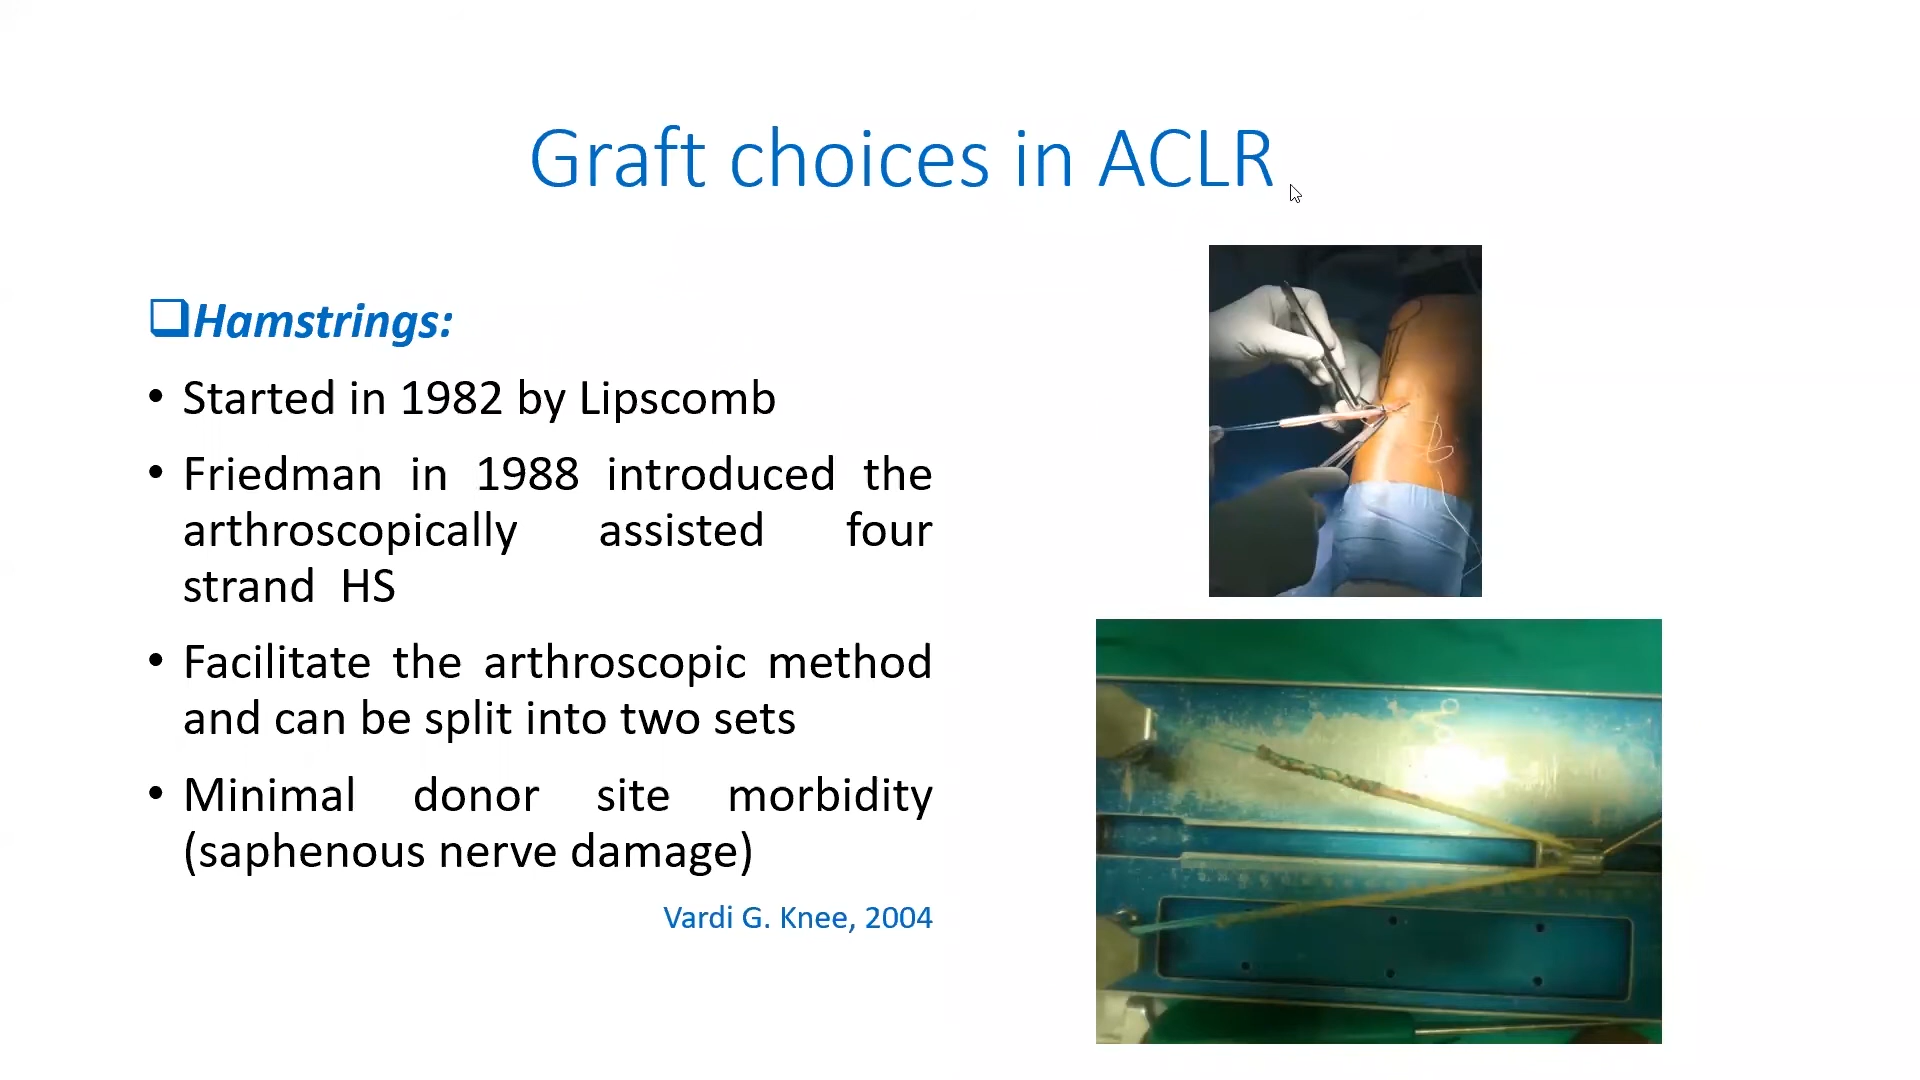 Graft choices in ACLR
Hamstrings:
• Started in 1982 by Lipscomb
• Friedman in 1988 introduced the
arthroscopically assisted four
strand HS
• Facilitate the arthroscopic method
and can be split into two sets
• Minimal donor site morbidity
(saphenous nerve damage)
Vardi G. Knee, 2004